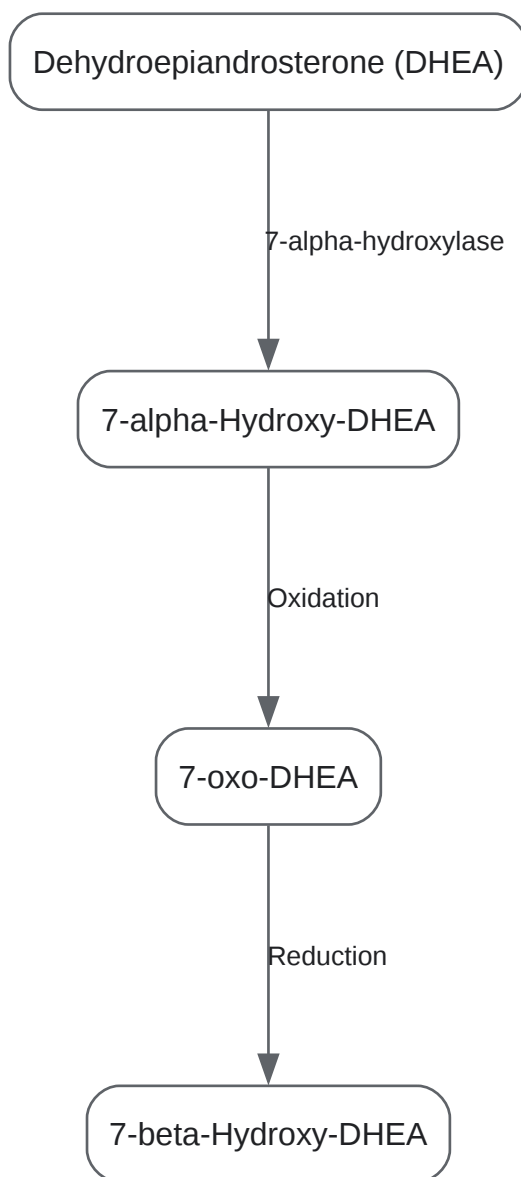 Dehydroepiandrosterone (DHEA)
7-alpha-hydroxylase
7-alpha-Hydroxy-DHEA
Oxidation
7-oxo-DHEA
Reduction
7-beta-Hydroxy-DHEA